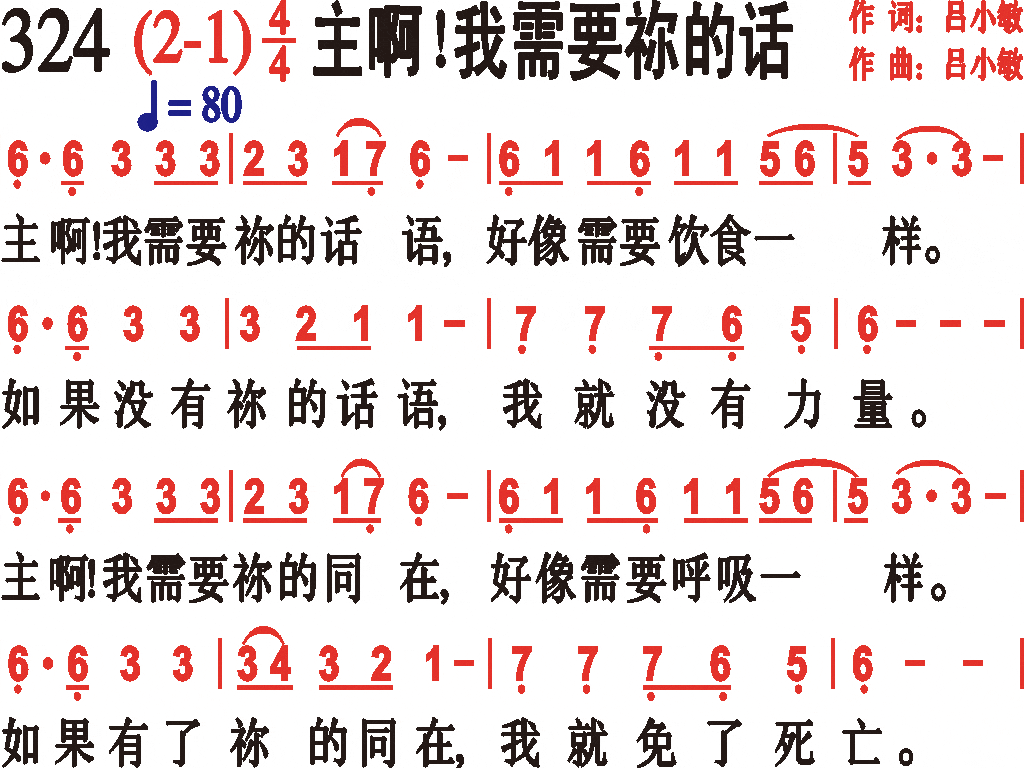 324 (2-1) 4/4 主啊!我需要祢的话
作 词: 吕小敏
作 曲: 吕小敏
♩= 80
6 · 6 3 3 3 | 2 3 1 7 6 – | 6 1 1 6 1 1 5 6 | 5 3 · 3 – |
主啊!我需要祢的话 语, 好像需要饮食一 样。
6 · 6 3 3 | 3 2 1 1 – | 7 7 7 6 5 | 6 – – – |
如果没有祢的话语, 我就没有力量。
6 · 6 3 3 3 | 2 3 1 7 6 – | 6 1 1 6 1 1 5 6 | 5 3 · 3 – |
主啊!我需要祢的同 在, 好像需要呼吸一 样。
6 · 6 3 3 | 3 4 3 2 1 – | 7 7 7 6 5 | 6 – – |
如果有了祢 的同在, 我就免了死亡。